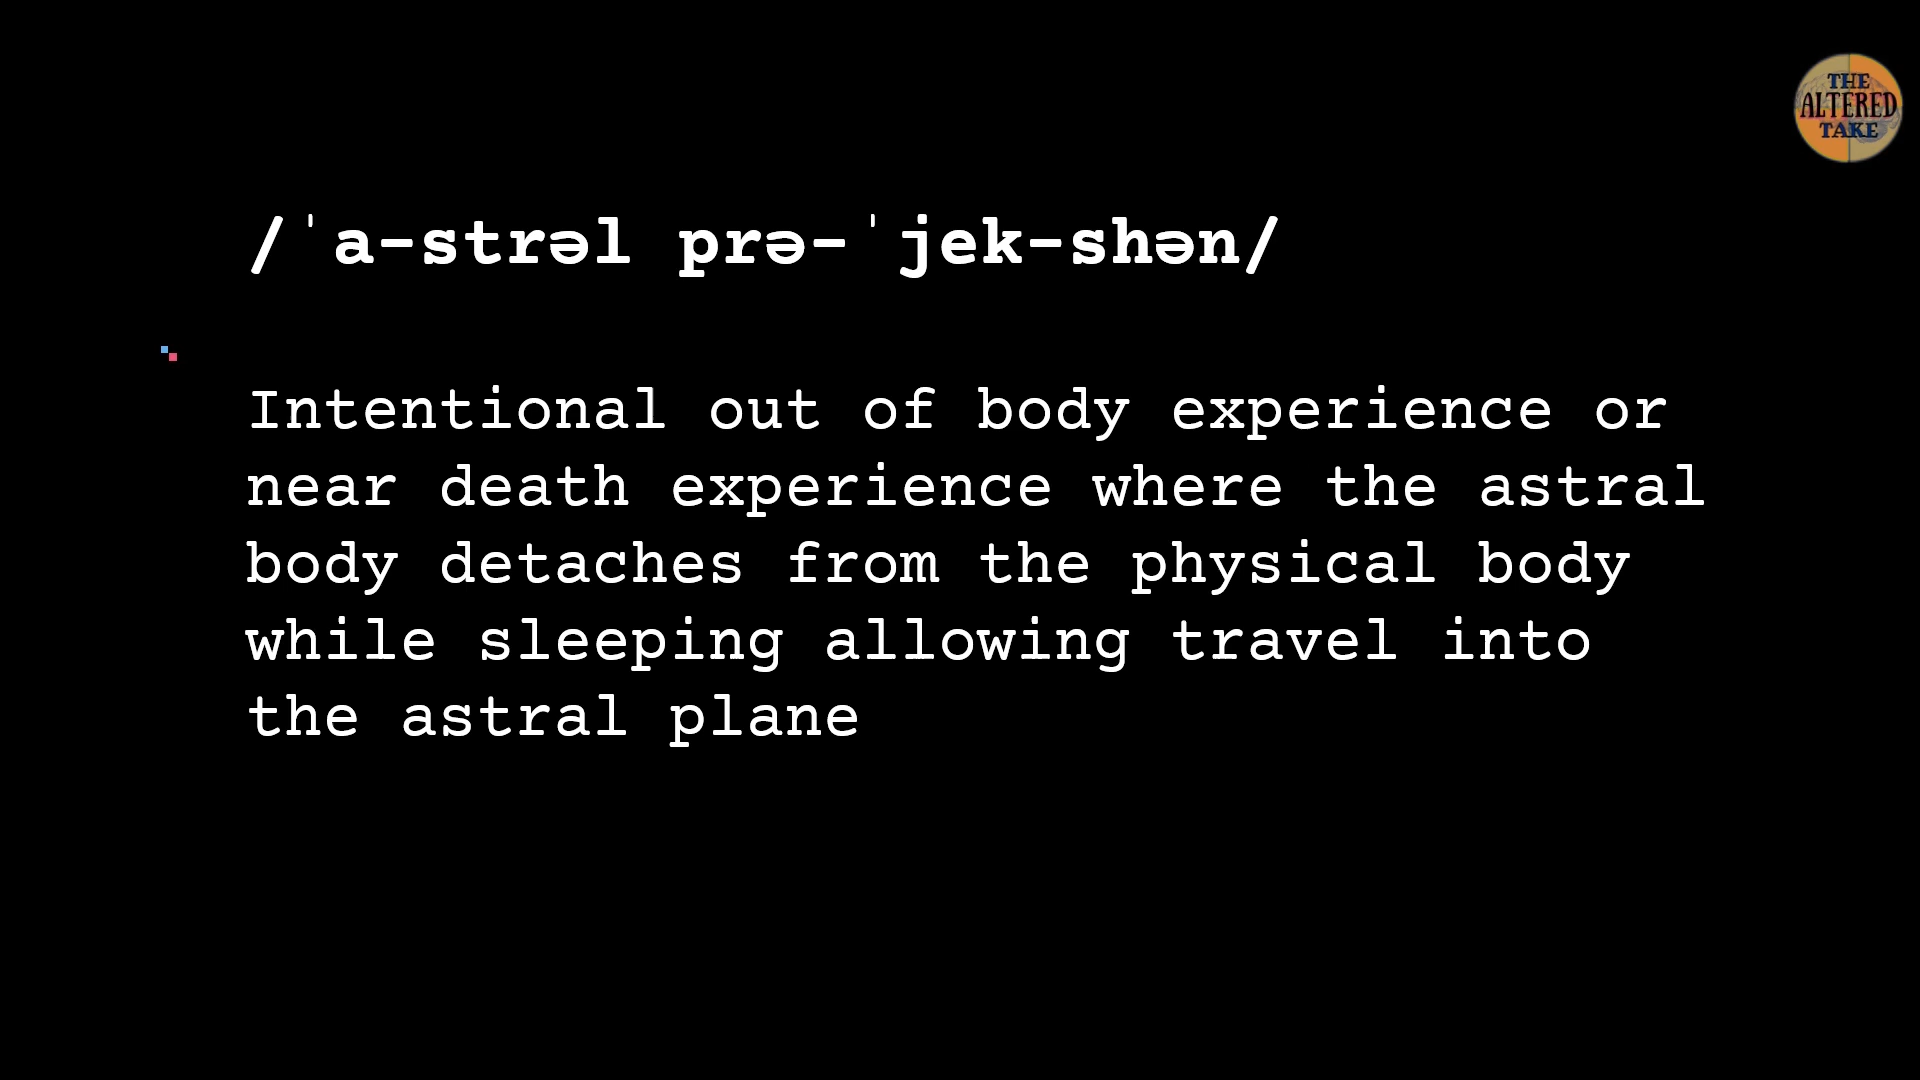 THE
ALTERED
TAKE
/ˈa-strəl prə-ˈjek-shən/
Intentional out of body experience or
near death experience where the astral
body detaches from the physical body
while sleeping allowing travel into
the astral plane